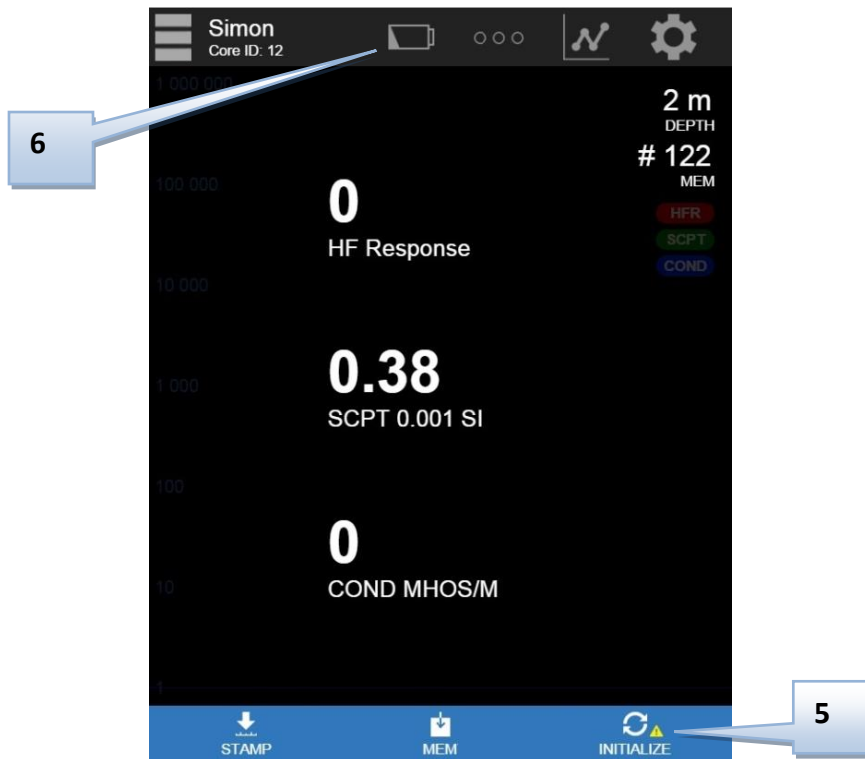 Simon
Core ID: 12
1 000 000
2 m
DEPTH
6
# 122
MEM
100 000
0
HFR
HF Response
SCPT
COND
10 000
0.38
1 000
SCPT 0.001 SI
100
0
10
COND MHOS/M
1
5
STAMP
MEM
INITIALIZE